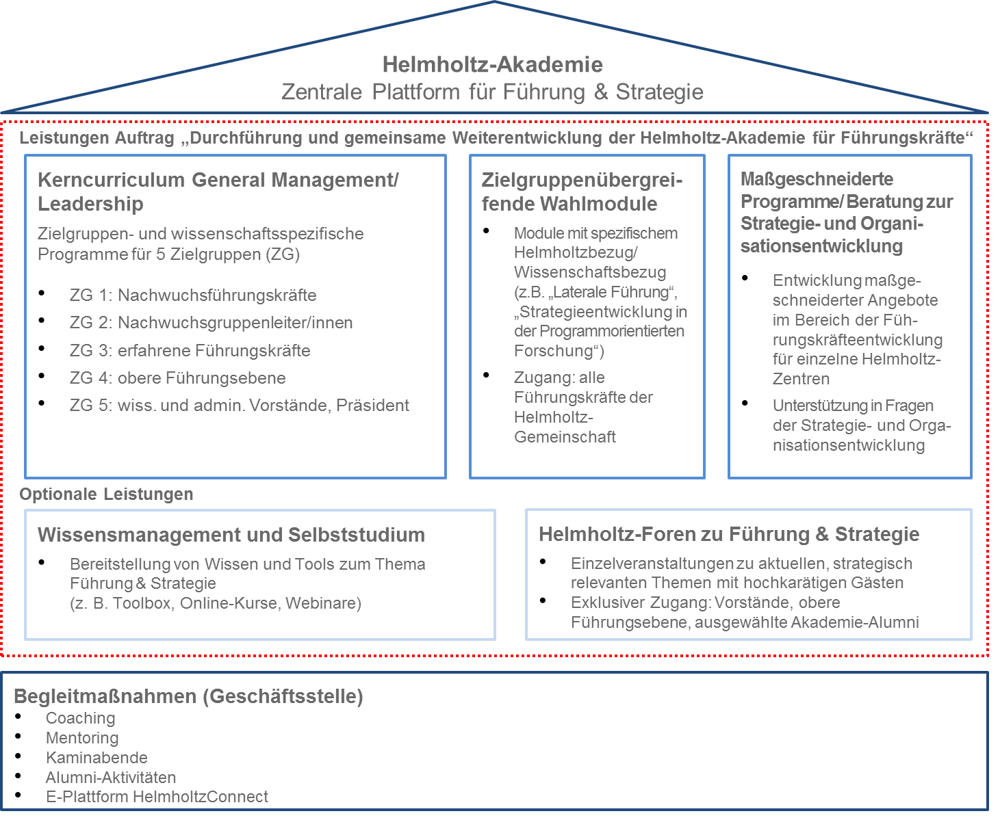 Helmholtz-Akademie
Zentrale Plattform für Führung & Strategie
Leistungen Auftrag „Durchführung und gemeinsame Weiterentwicklung der Helmholtz-Akademie für Führungskräfte“
Kerncurriculum General Management/
Leadership
Zielgruppen- und wissenschaftsspezifische
Programme für 5 Zielgruppen (ZG)
• ZG 1: Nachwuchsführungskräfte
• ZG 2: Nachwuchsgruppenleiter/innen
• ZG 3: erfahrene Führungskräfte
• ZG 4: obere Führungsebene
• ZG 5: wiss. und admin. Vorstände, Präsident
Zielgruppenübergrei-
fende Wahlmodule
• Module mit spezifischem
Helmholtzbezug/
Wissenschaftsbezug
(z.B. „Laterale Führung“,
„Strategieentwicklung in
der Programmorientierten
Forschung“)
• Zugang: alle
Führungskräfte der
Helmholtz-
Gemeinschaft
Maßgeschneiderte
Programme/ Beratung zur
Strategie- und Organi-
sationsentwicklung
• Entwicklung maßge-
schneiderter Angebote
im Bereich der Füh-
rungskräfteentwicklung
für einzelne Helmholtz-
Zentren
• Unterstützung in Fragen
der Strategie- und Orga-
nisationsentwicklung
Optionale Leistungen
Wissensmanagement und Selbststudium
• Bereitstellung von Wissen und Tools zum Thema
Führung & Strategie
(z. B. Toolbox, Online-Kurse, Webinare)
Helmholtz-Foren zu Führung & Strategie
• Einzelveranstaltungen zu aktuellen, strategisch
relevanten Themen mit hochkarätigen Gästen
• Exklusiver Zugang: Vorstände, obere
Führungsebene, ausgewählte Akademie-Alumni
Begleitmaßnahmen (Geschäftsstelle)
• Coaching
• Mentoring
• Kaminabende
• Alumni-Aktivitäten
• E-Plattform HelmholtzConnect